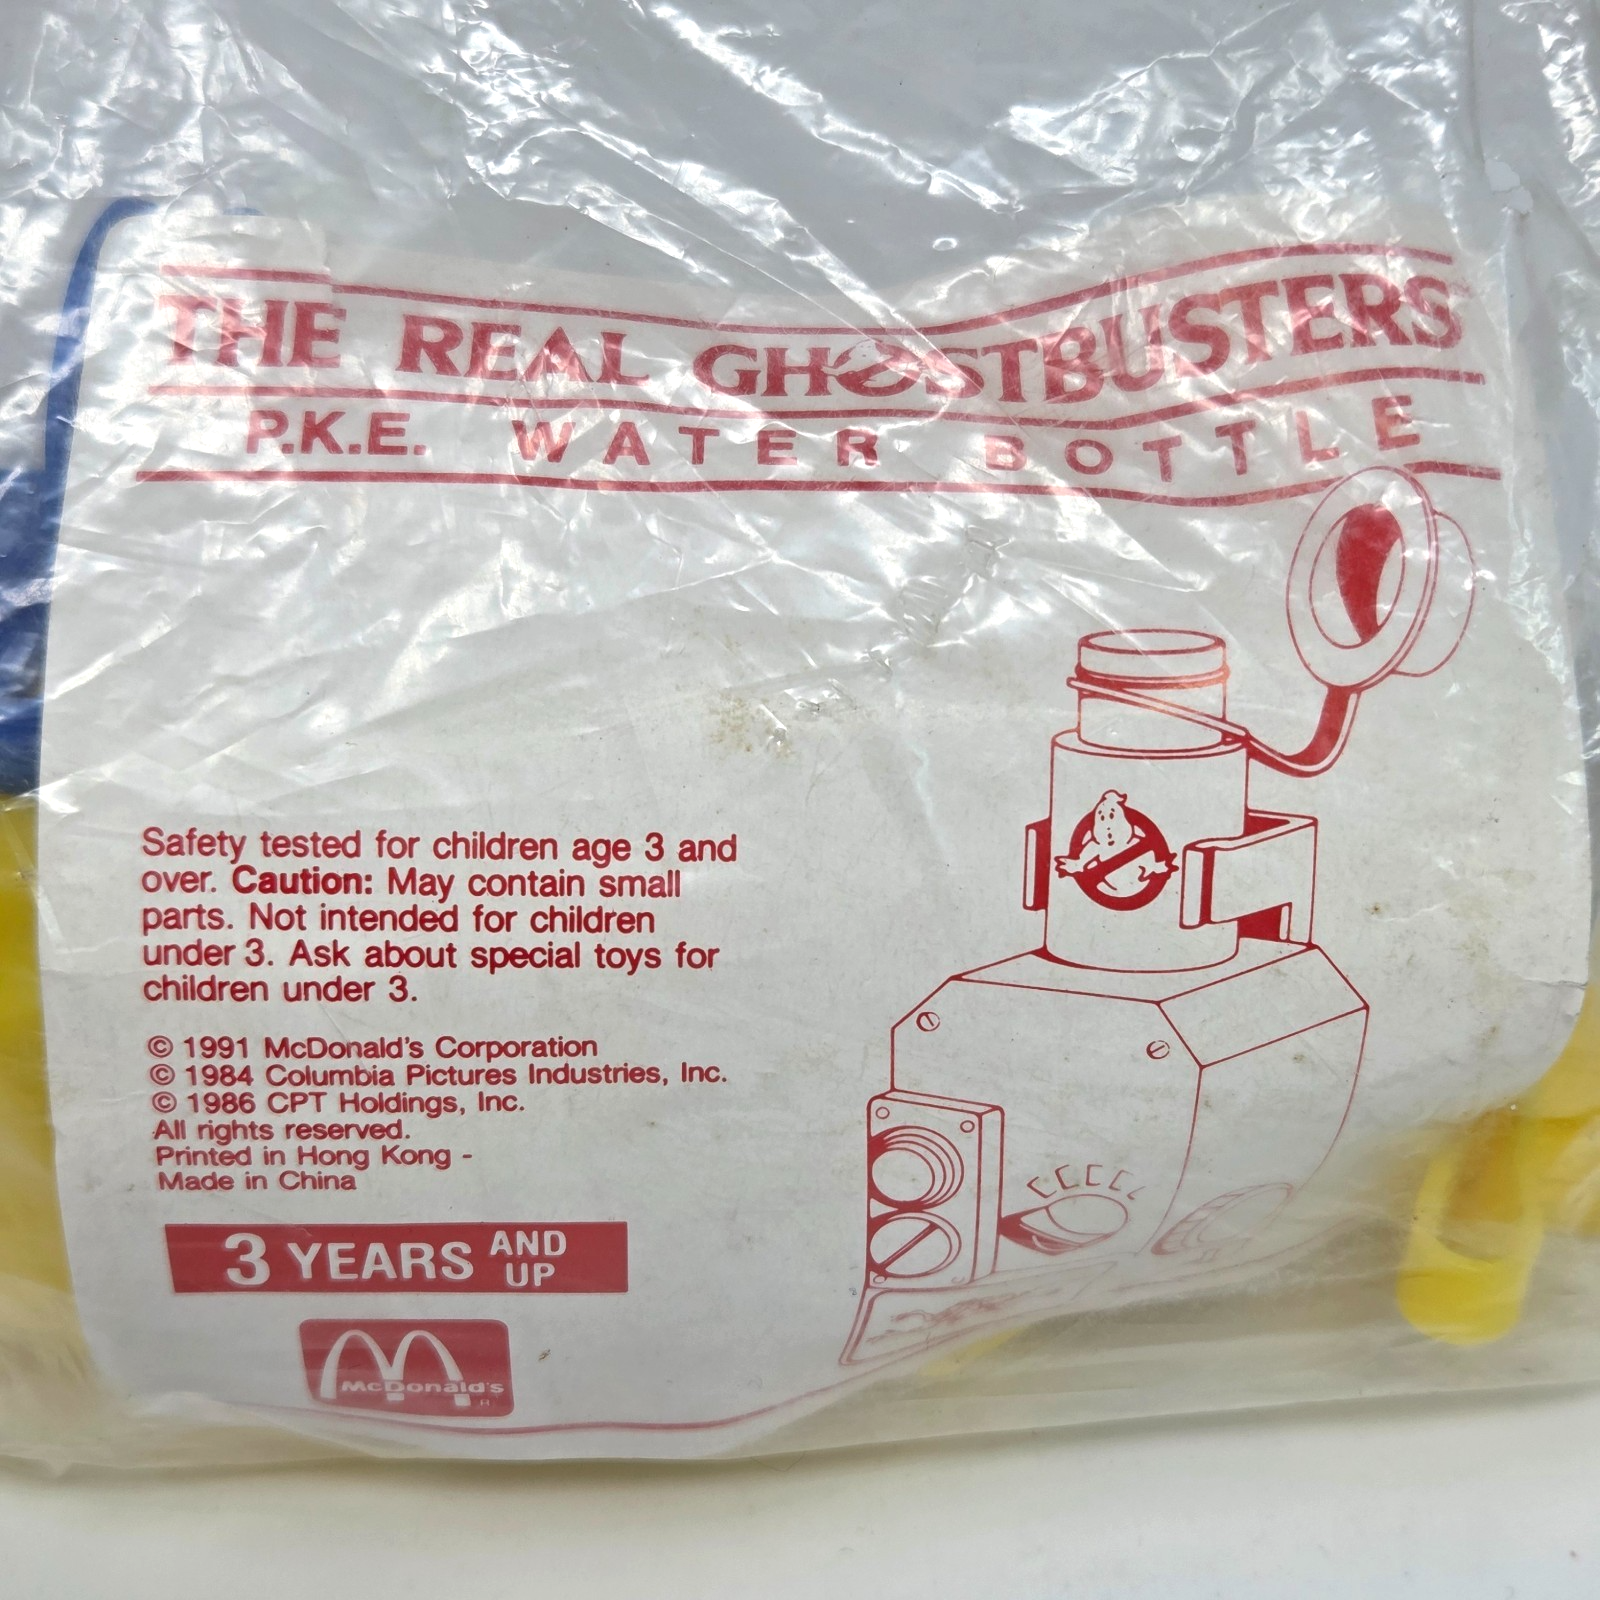 THE REAL GHOSTBUSTERS
P.K.E. WATER BOTTLE
Safety tested for children age 3 and
over. Caution: May contain small
parts. Not intended for children
under 3. Ask about special toys for
children under 3.
© 1991 McDonald's Corporation
© 1984 Columbia Pictures Industries, Inc.
© 1986 CPT Holdings, Inc.
All rights reserved.
Printed in Hong Kong -
Made in China
3 YEARS AND UP
McDonald's
®